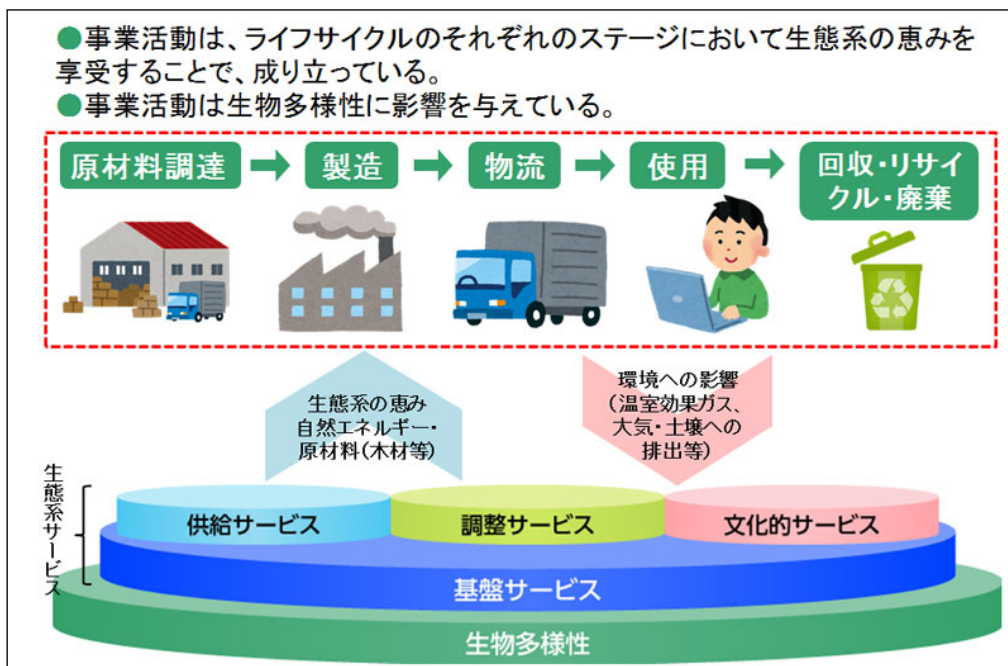 ●事業活動は、ライフサイクルのそれぞれのステージにおいて生態系の恵みを
享受することで、成り立っている。
●事業活動は生物多様性に影響を与えている。
原材料調達
製造
物流
使用
回収・リサイ
クル・廃棄
生態系の恵み
自然エネルギー・
原材料(木材等)
環境への影響
(温室効果ガス、
大気・土壌への
排出等)
生態系サービス
供給サービス
調整サービス
文化的サービス
基盤サービス
生物多様性